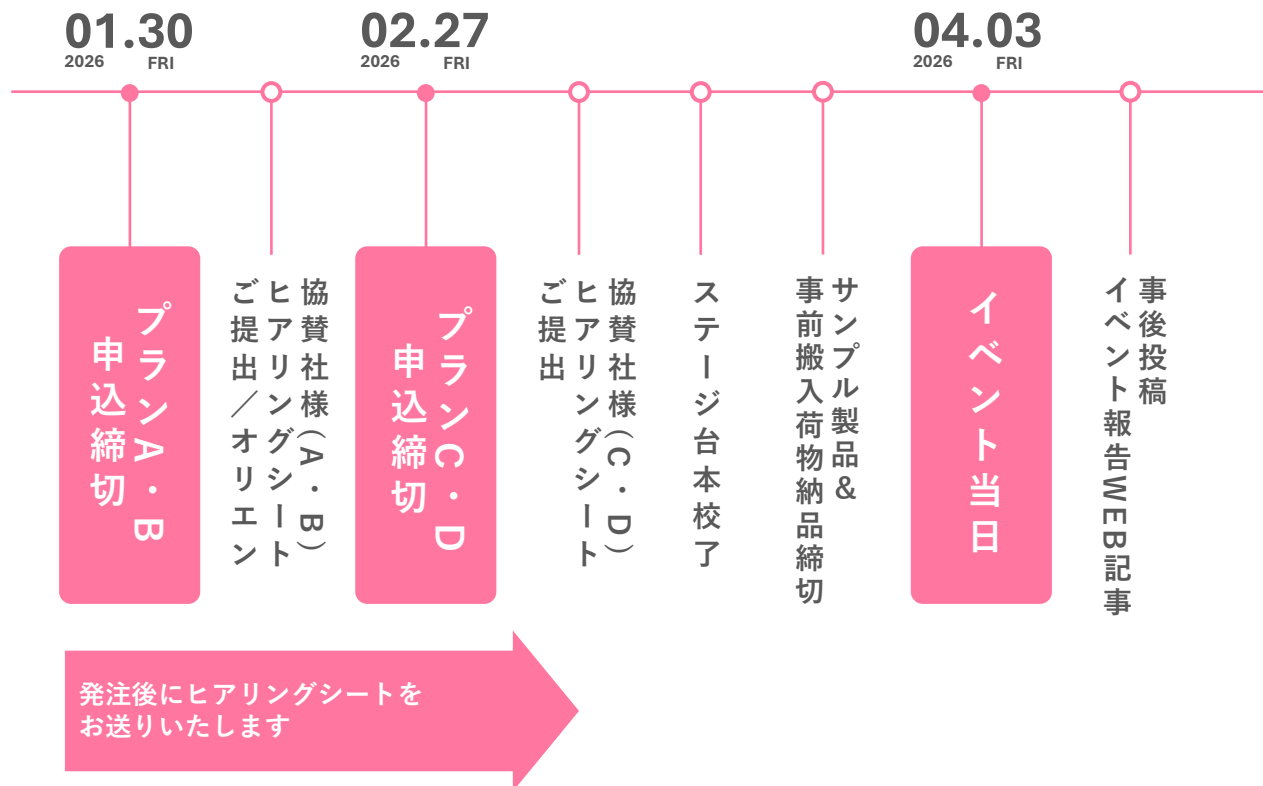 01.30
2026 FRI
02.27
2026 FRI
04.03
2026 FRI
プランA・B
申込締切
協賛社様(A・B)
ヒアリングシート
ご提出／オリエン
プランC・D
申込締切
協賛社様(C・D)
ヒアリングシート
ご提出
ステージ台本校了
サンプル製品&
事前搬入荷物納品締切
イベント当日
事後投稿
イベント報告WEB記事
発注後にヒアリングシートを
お送りいたします